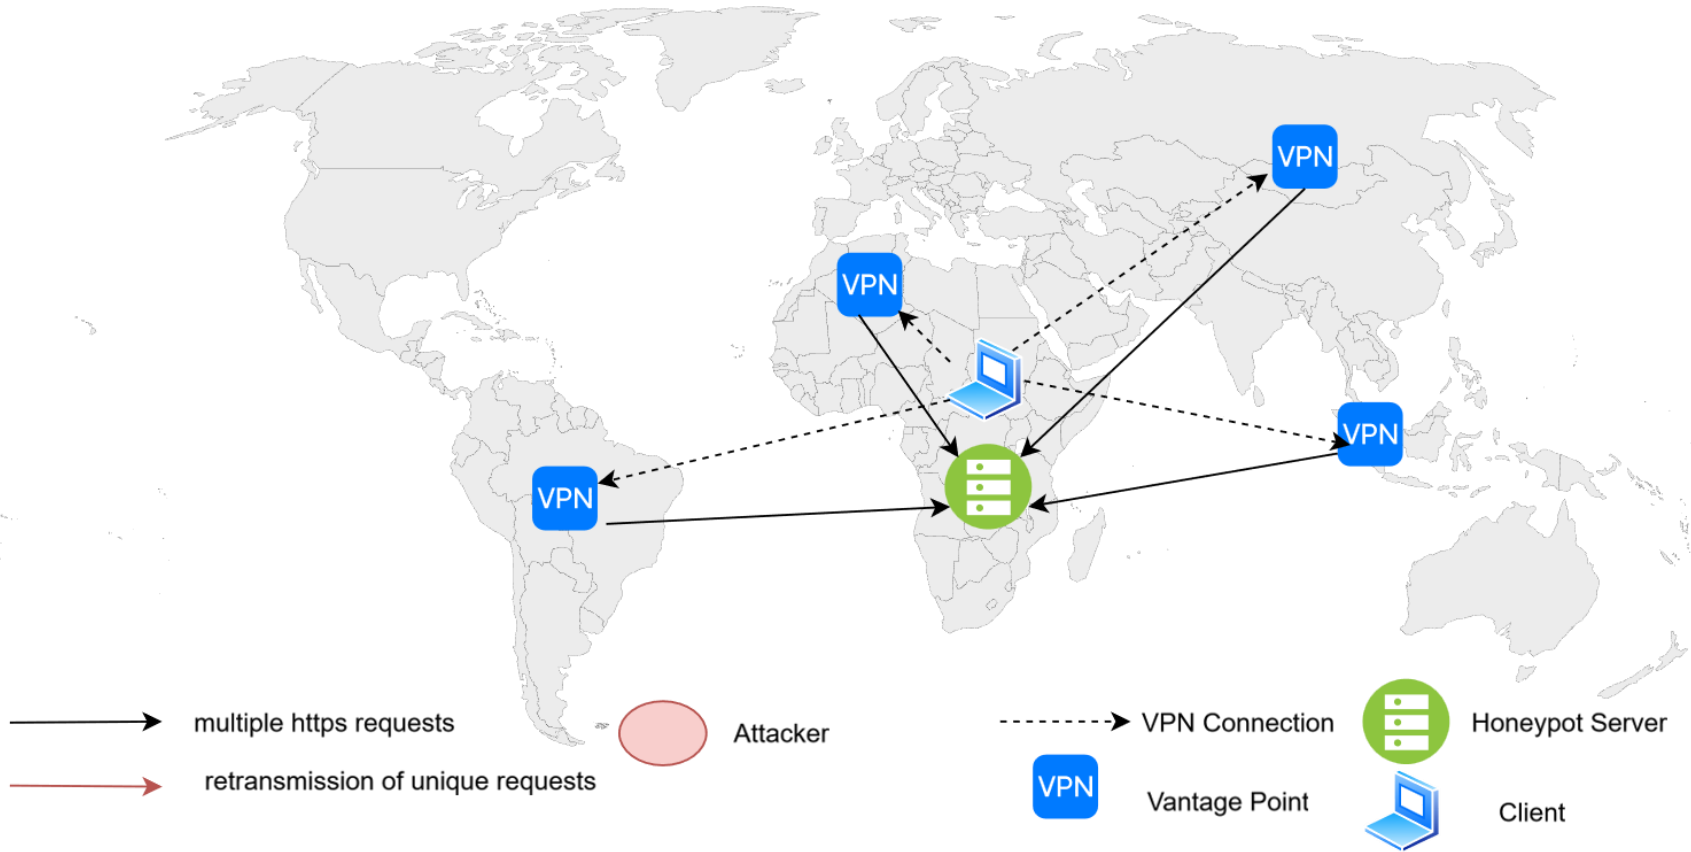 VPN
VPN
VPN
VPN
multiple https requests
Attacker
VPN Connection
Honeypot Server
retransmission of unique requests
VPN
Vantage Point
Client